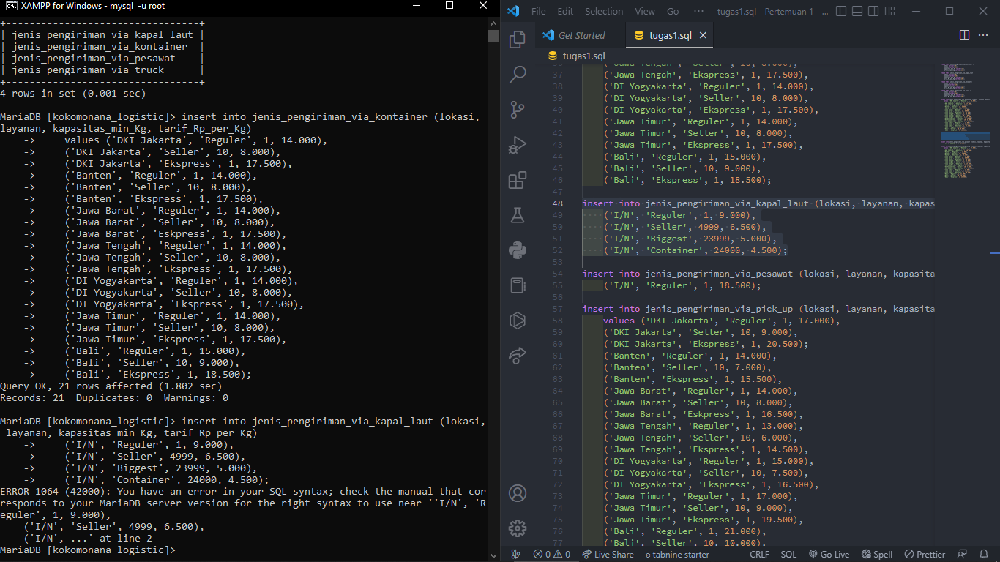 XAMPP for Windows - mysql -u root
+---------------------------------+
| jenis_pengiriman_via_kapal_laut |
| jenis_pengiriman_via_kontainer |
| jenis_pengiriman_via_pesawat |
| jenis_pengiriman_via_truck |
+---------------------------------+
4 rows in set (0.001 sec)
MariaDB [kokomonana_logistic]> insert into jenis_pengiriman_via_kontainer (lokasi,
layanan, kapasitas_min_Kg, tarif_Rp_per_Kg)
-> values ('DKI Jakarta', 'Reguler', 1, 14.000),
-> ('DKI Jakarta', 'Seller', 10, 8.000),
-> ('DKI Jakarta', 'Ekspress', 1, 17.500),
-> ('Banten', 'Reguler', 1, 14.000),
-> ('Banten', 'Seller', 10, 8.000),
-> ('Banten', 'Ekspress', 1, 17.500),
-> ('Jawa Barat', 'Reguler', 1, 14.000),
-> ('Jawa Barat', 'Seller', 10, 8.000),
-> ('Jawa Barat', 'Eskpress', 1, 17.500),
-> ('Jawa Tengah', 'Reguler', 1, 14.000),
-> ('Jawa Tengah', 'Seller', 10, 8.000),
-> ('Jawa Tengah', 'Ekspress', 1, 17.500),
-> ('DI Yogyakarta', 'Reguler', 1, 14.000),
-> ('DI Yogyakarta', 'Seller', 10, 8.000),
-> ('DI Yogyakarta', 'Ekspress', 1, 17.500),
-> ('Jawa Timur', 'Reguler', 1, 14.000),
-> ('Jawa Timur', 'Seller', 10, 8.000),
-> ('Jawa Timur', 'Ekspress', 1, 17.500),
-> ('Bali', 'Reguler', 1, 15.000),
-> ('Bali', 'Seller', 10, 9.000),
-> ('Bali', 'Ekspress', 1, 18.500);
Query OK, 21 rows affected (1.802 sec)
Records: 21 Duplicates: 0 Warnings: 0
MariaDB [kokomonana_logistic]> insert into jenis_pengiriman_via_kapal_laut (lokasi,
layanan, kapasitas_min_Kg, tarif_Rp_per_Kg)
-> ('I/N', 'Reguler', 1, 9.000),
-> ('I/N', 'Seller', 4999, 6.500),
-> ('I/N', 'Biggest', 23999, 5.000),
-> ('I/N', 'Container', 24000, 4.500);
ERROR 1064 (42000): You have an error in your SQL syntax; check the manual that cor
responds to your MariaDB server version for the right syntax to use near ''I/N', 'R
eguler', 1, 9.000),
('I/N', 'Seller', 4999, 6.500),
('I/N', ...' at line 2
MariaDB [kokomonana_logistic]>
File Edit Selection View Go ··· tugas1.sql - Pertemuan 1 - ...
Get Started tugas1.sql
tugas1.sql
36 ('Jawa Tengah', 'Seller', 10, 8.000),
37 ('Jawa Tengah', 'Ekspress', 1, 17.500),
38 ('DI Yogyakarta', 'Reguler', 1, 14.000),
39 ('DI Yogyakarta', 'Seller', 10, 8.000),
40 ('DI Yogyakarta', 'Ekspress', 1, 17.500),
41 ('Jawa Timur', 'Reguler', 1, 14.000),
42 ('Jawa Timur', 'Seller', 10, 8.000),
43 ('Jawa Timur', 'Ekspress', 1, 17.500),
44 ('Bali', 'Reguler', 1, 15.000),
45 ('Bali', 'Seller', 10, 9.000),
46 ('Bali', 'Ekspress', 1, 18.500);
47
48 insert into jenis_pengiriman_via_kapal_laut (lokasi, layanan, kapas
49 ('I/N', 'Reguler', 1, 9.000),
50 ('I/N', 'Seller', 4999, 6.500),
51 ('I/N', 'Biggest', 23999, 5.000),
52 ('I/N', 'Container', 24000, 4.500);
53
54 insert into jenis_pengiriman_via_pesawat (lokasi, layanan, kapasita
55 ('I/N', 'Reguler', 1, 18.500);
56
57 insert into jenis_pengiriman_via_pick_up (lokasi, layanan, kapasita
58 values ('DKI Jakarta', 'Reguler', 1, 17.000),
59 ('DKI Jakarta', 'Seller', 10, 9.000),
60 ('DKI Jakarta', 'Ekspress', 1, 20.500);
61 ('Banten', 'Reguler', 1, 14.000),
62 ('Banten', 'Seller', 10, 7.000),
63 ('Banten', 'Ekspress', 1, 15.500),
64 ('Jawa Barat', 'Reguler', 1, 14.000),
65 ('Jawa Barat', 'Seller', 10, 8.000),
66 ('Jawa Barat', 'Eskpress', 1, 16.500),
67 ('Jawa Tengah', 'Reguler', 1, 13.000),
68 ('Jawa Tengah', 'Seller', 10, 6.000),
69 ('Jawa Tengah', 'Ekspress', 1, 14.500),
70 ('DI Yogyakarta', 'Reguler', 1, 15.000),
71 ('DI Yogyakarta', 'Seller', 10, 7.500),
72 ('DI Yogyakarta', 'Ekspress', 1, 16.500),
73 ('Jawa Timur', 'Reguler', 1, 17.000),
74 ('Jawa Timur', 'Seller', 10, 9.000),
75 ('Jawa Timur', 'Ekspress', 1, 19.500),
76 ('Bali', 'Reguler', 1, 21.000),
77 ('Bali', 'Seller', 10, 10.000),
0 0 Live Share tabnine starter CRLF SQL Go Live Spell Prettier